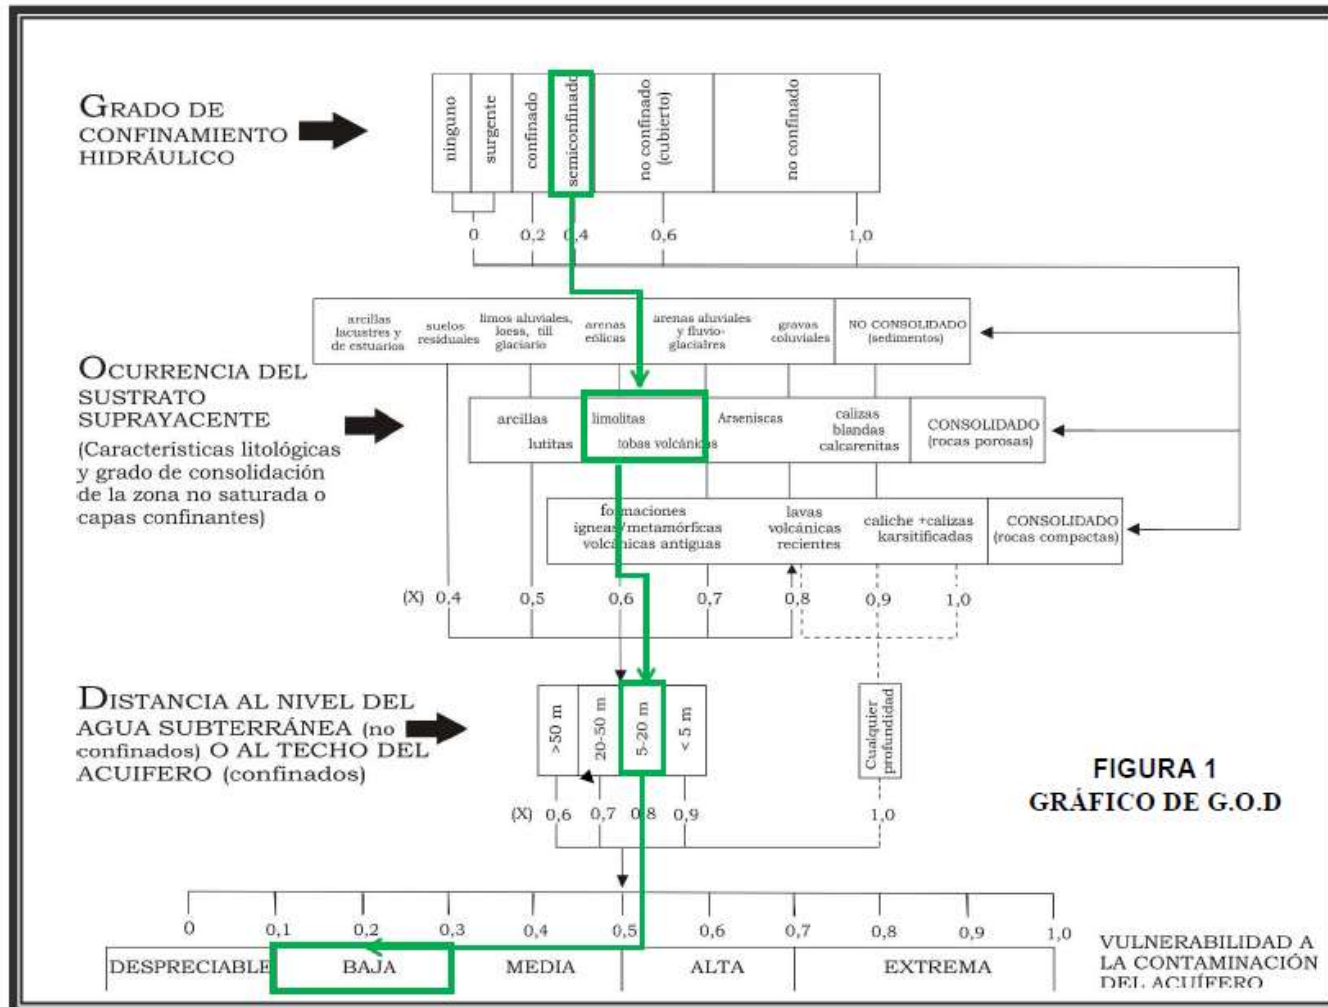 GRADO DE
CONFINAMIENTO
HIDRÁULICO
ninguno
surgente
confinado
semiconfinado
no confinado
(cubierto)
no confinado
0 0,2 0,4 0,6 1,0
OCURRENCIA DEL
SUSTRATO
SUPRAYACENTE
(Características litológicas
y grado de consolidación
de la zona no saturada o
capas confinantes)
arcillas
lacustres y
de estuarios
suelos
residuales
limos aluviales,
loess, till
glaciario
arenas
eólicas
arenas aluviales
y fluvio-
glacialres
gravas
coluviales
NO CONSOLIDADO
(sedimentos)
arcillas
lutitas
limolitas
tobas volcánicas
Arseniscas
calizas
blandas
calcarenitas
CONSOLIDADO
(rocas porosas)
formaciones
igneas/metamórficas
volcánicas antiguas
lavas
volcánicas
recientes
caliche +calizas
karsitificadas
CONSOLIDADO
(rocas compactas)
(X) 0,4 0,5 0,6 0,7 0,8 0,9 1,0
DISTANCIA AL NIVEL DEL
AGUA SUBTERRÁNEA (no
confinados) O AL TECHO DEL
ACUIFERO (confinados)
>50 m
20-50 m
5-20 m
< 5 m
Cualquier
profundidad
(X) 0,6 0,7 0,8 0,9 1,0
FIGURA 1
GRÁFICO DE G.O.D
0 0,1 0,2 0,3 0,4 0,5 0,6 0,7 0,8 0,9 1,0
DESPRECIABLE BAJA MEDIA ALTA EXTREMA
VULNERABILIDAD A
LA CONTAMINACIÓN
DEL ACUÍFERO